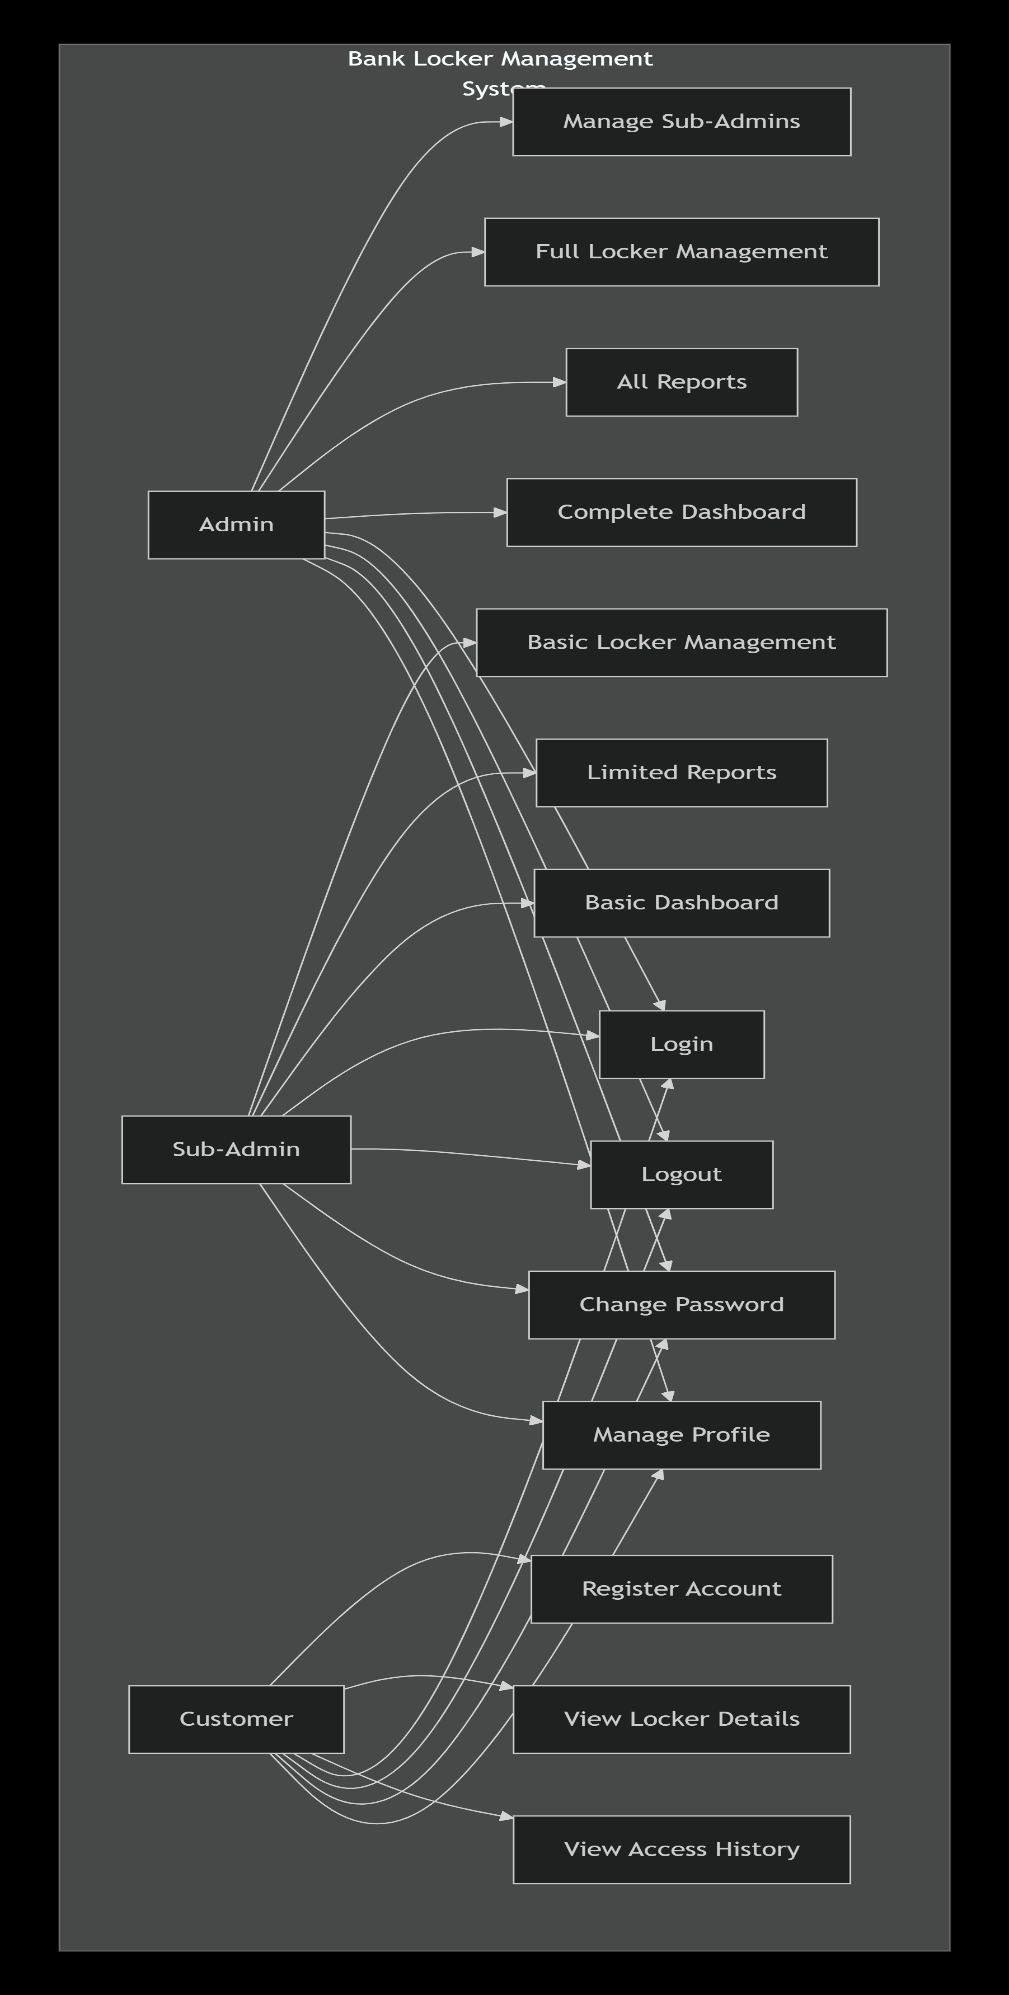 Bank Locker Management
System
Manage Sub-Admins
Full Locker Management
All Reports
Admin
Complete Dashboard
Basic Locker Management
Limited Reports
Basic Dashboard
Login
Sub-Admin
Logout
Change Password
Manage Profile
Register Account
Customer
View Locker Details
View Access History